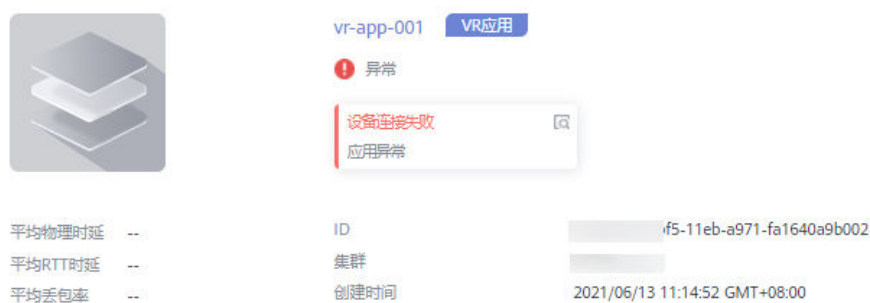 vr-app-001 VR应用
异常
设备连接失败
应用异常
平均物理时延 --
平均RTT时延 --
平均丢包率 --
ID f5-11eb-a971-fa1640a9b002
集群
创建时间 2021/06/13 11:14:52 GMT+08:00